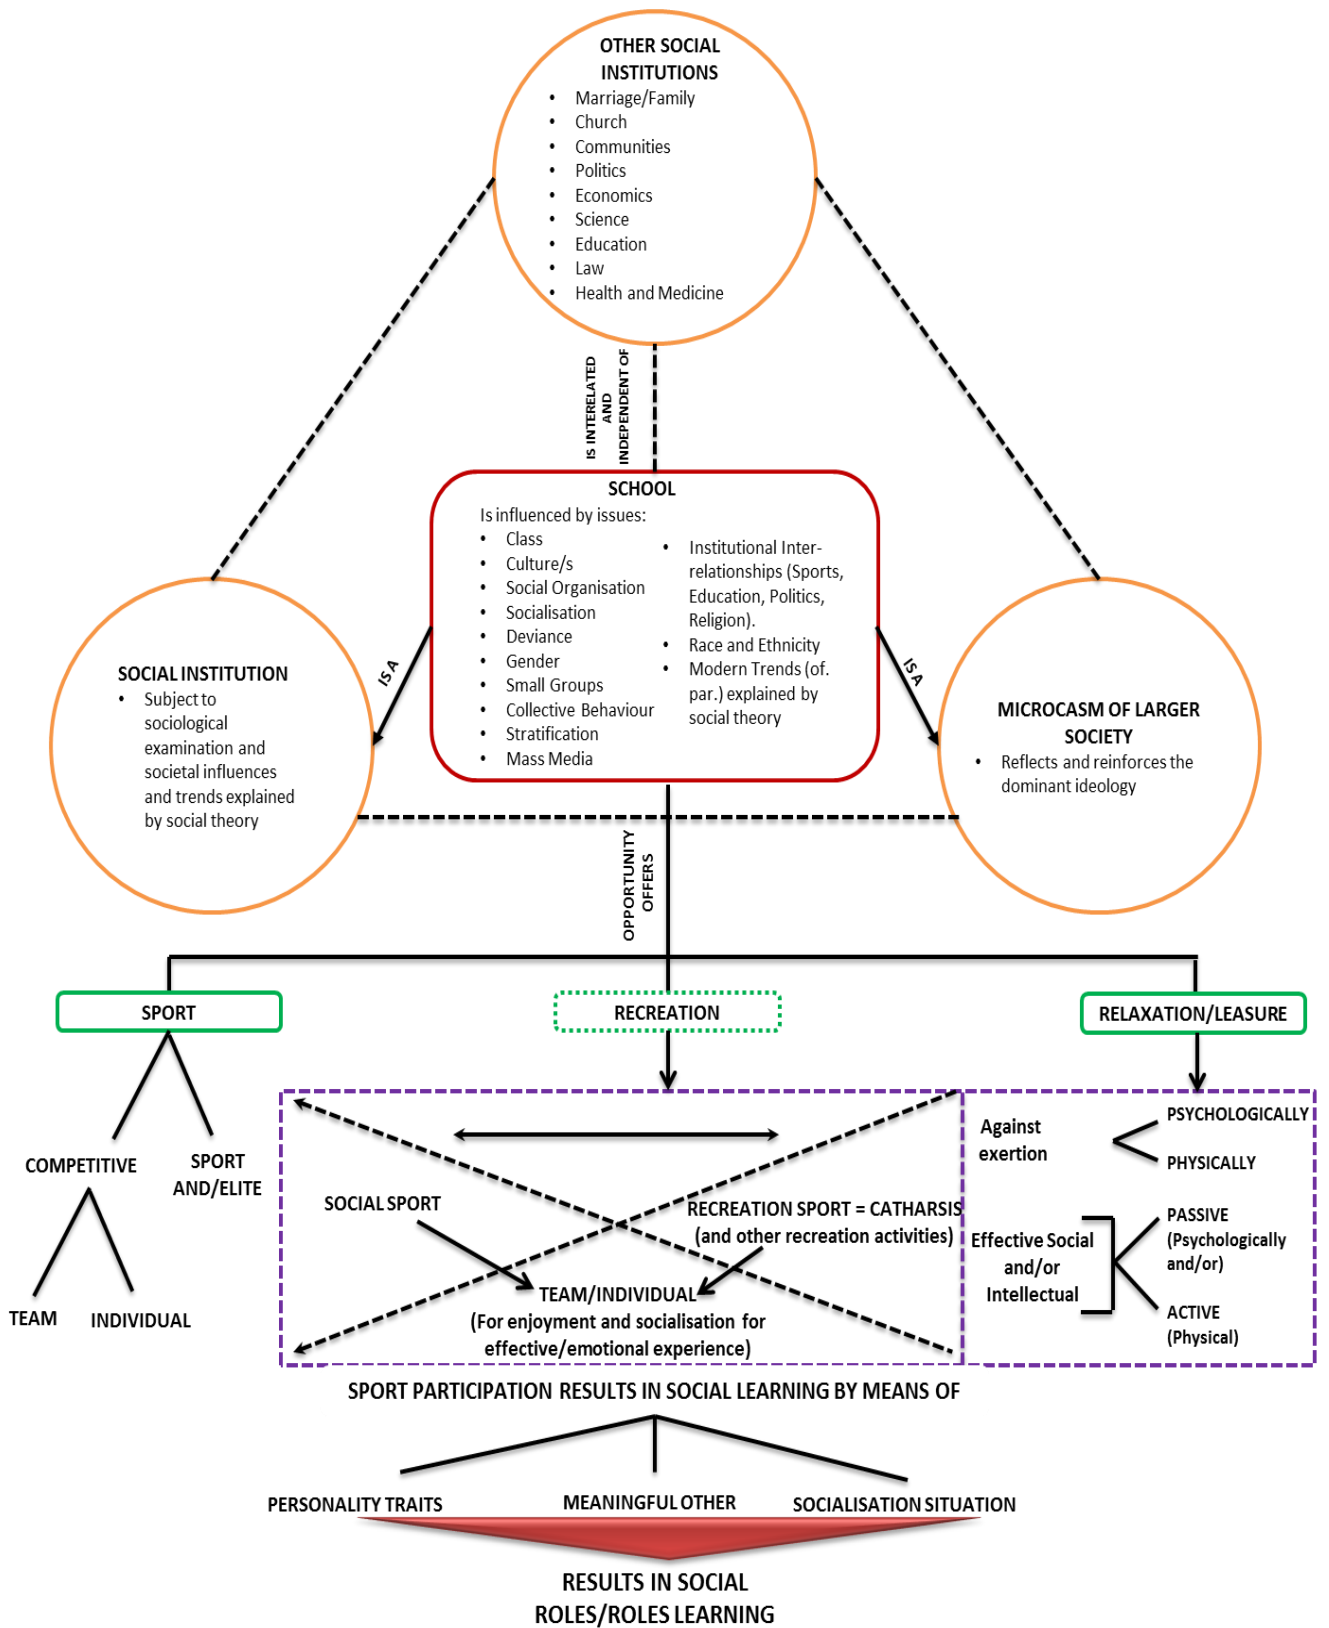 OTHER SOCIAL
INSTITUTIONS
• Marriage/Family
• Church
• Communities
• Politics
• Economics
• Science
• Education
• Law
• Health and Medicine
IS INTERELATED
AND
INDEPENDENT OF
SCHOOL
Is influenced by issues:
• Class
• Culture/s
• Social Organisation
• Socialisation
• Deviance
• Gender
• Small Groups
• Collective Behaviour
• Stratification
• Mass Media
• Institutional Inter-
relationships (Sports,
Education, Politics,
Religion).
• Race and Ethnicity
• Modern Trends (of.
par.) explained by
social theory
IS A
IS A
SOCIAL INSTITUTION
• Subject to
sociological
examination and
societal influences
and trends explained
by social theory
MICROCASM OF LARGER
SOCIETY
• Reflects and reinforces the
dominant ideology
OPPORTUNITY
OFFERS
SPORT
RECREATION
RELAXATION/LEASURE
COMPETITIVE
SPORT
AND/ELITE
TEAM
INDIVIDUAL
SOCIAL SPORT
RECREATION SPORT = CATHARSIS
(and other recreation activities)
TEAM/INDIVIDUAL
(For enjoyment and socialisation for
effective/emotional experience)
Against
exertion
PSYCHOLOGICALLY
PHYSICALLY
Effective Social
and/or
Intellectual
PASSIVE
(Psychologically
and/or)
ACTIVE
(Physical)
SPORT PARTICIPATION RESULTS IN SOCIAL LEARNING BY MEANS OF
PERSONALITY TRAITS
MEANINGFUL OTHER
SOCIALISATION SITUATION
RESULTS IN SOCIAL
ROLES/ROLES LEARNING